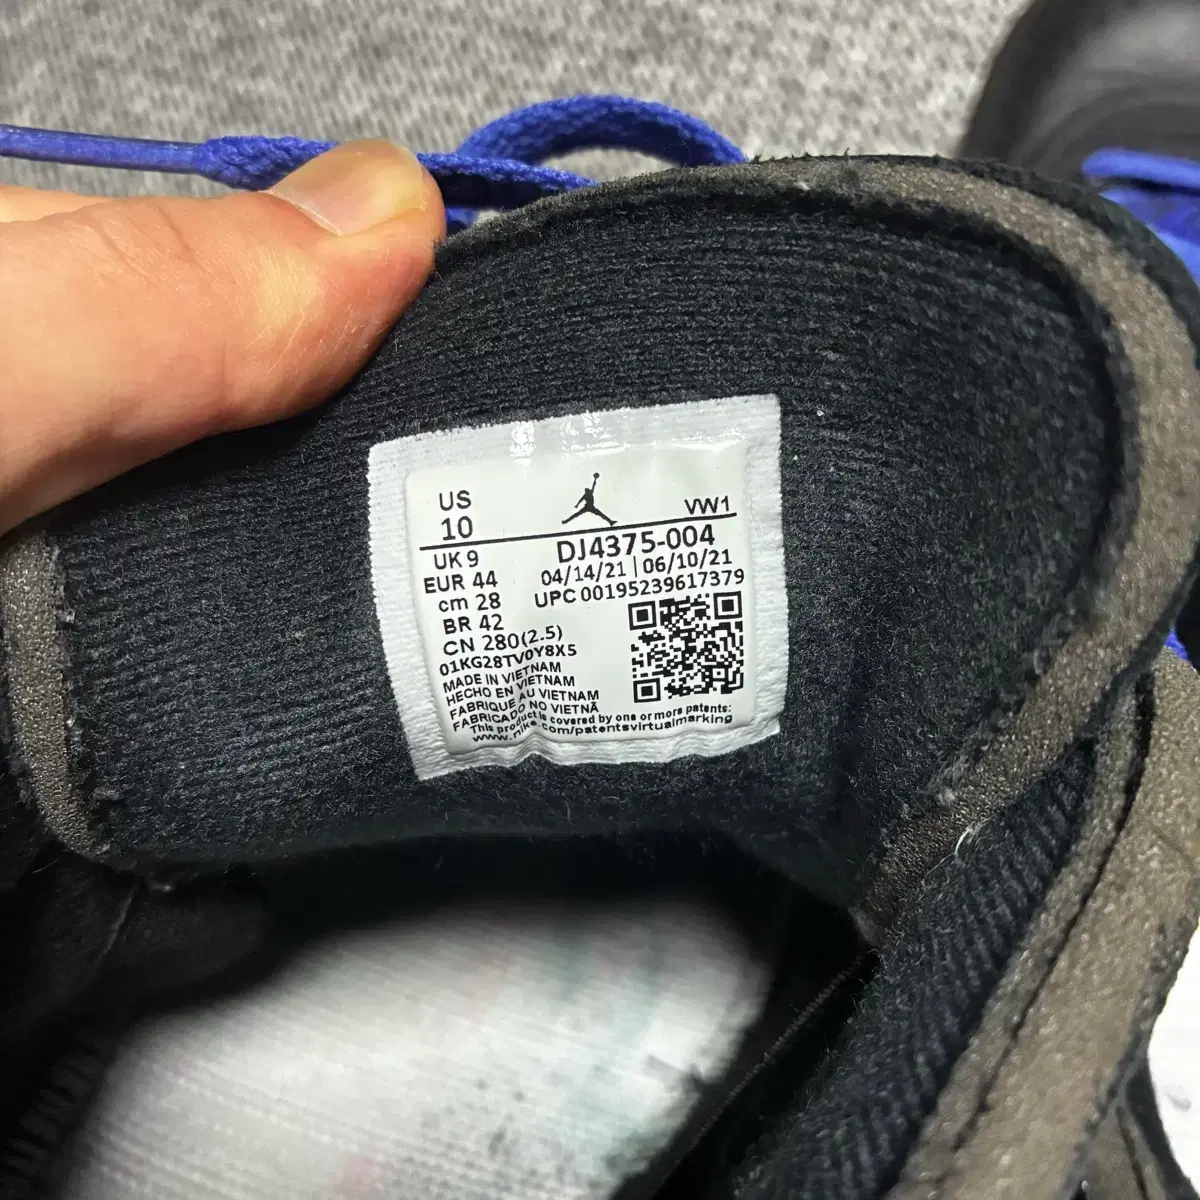 US
10
VW1
UK 9
DJ4375-004
EUR 44
04/14/21 | 06/10/21
cm 28
UPC 00195239617379
BR 42
CN 280(2.5)
01KG28TV0Y8X5
MADE IN VIETNAM
HECHO EN VIETNAM
FABRIQUE AU VIETNAM
FABRICADO NO VIETNÃ
This product is covered by one or more patents:
www.nike.com/patentsvirtualmarking